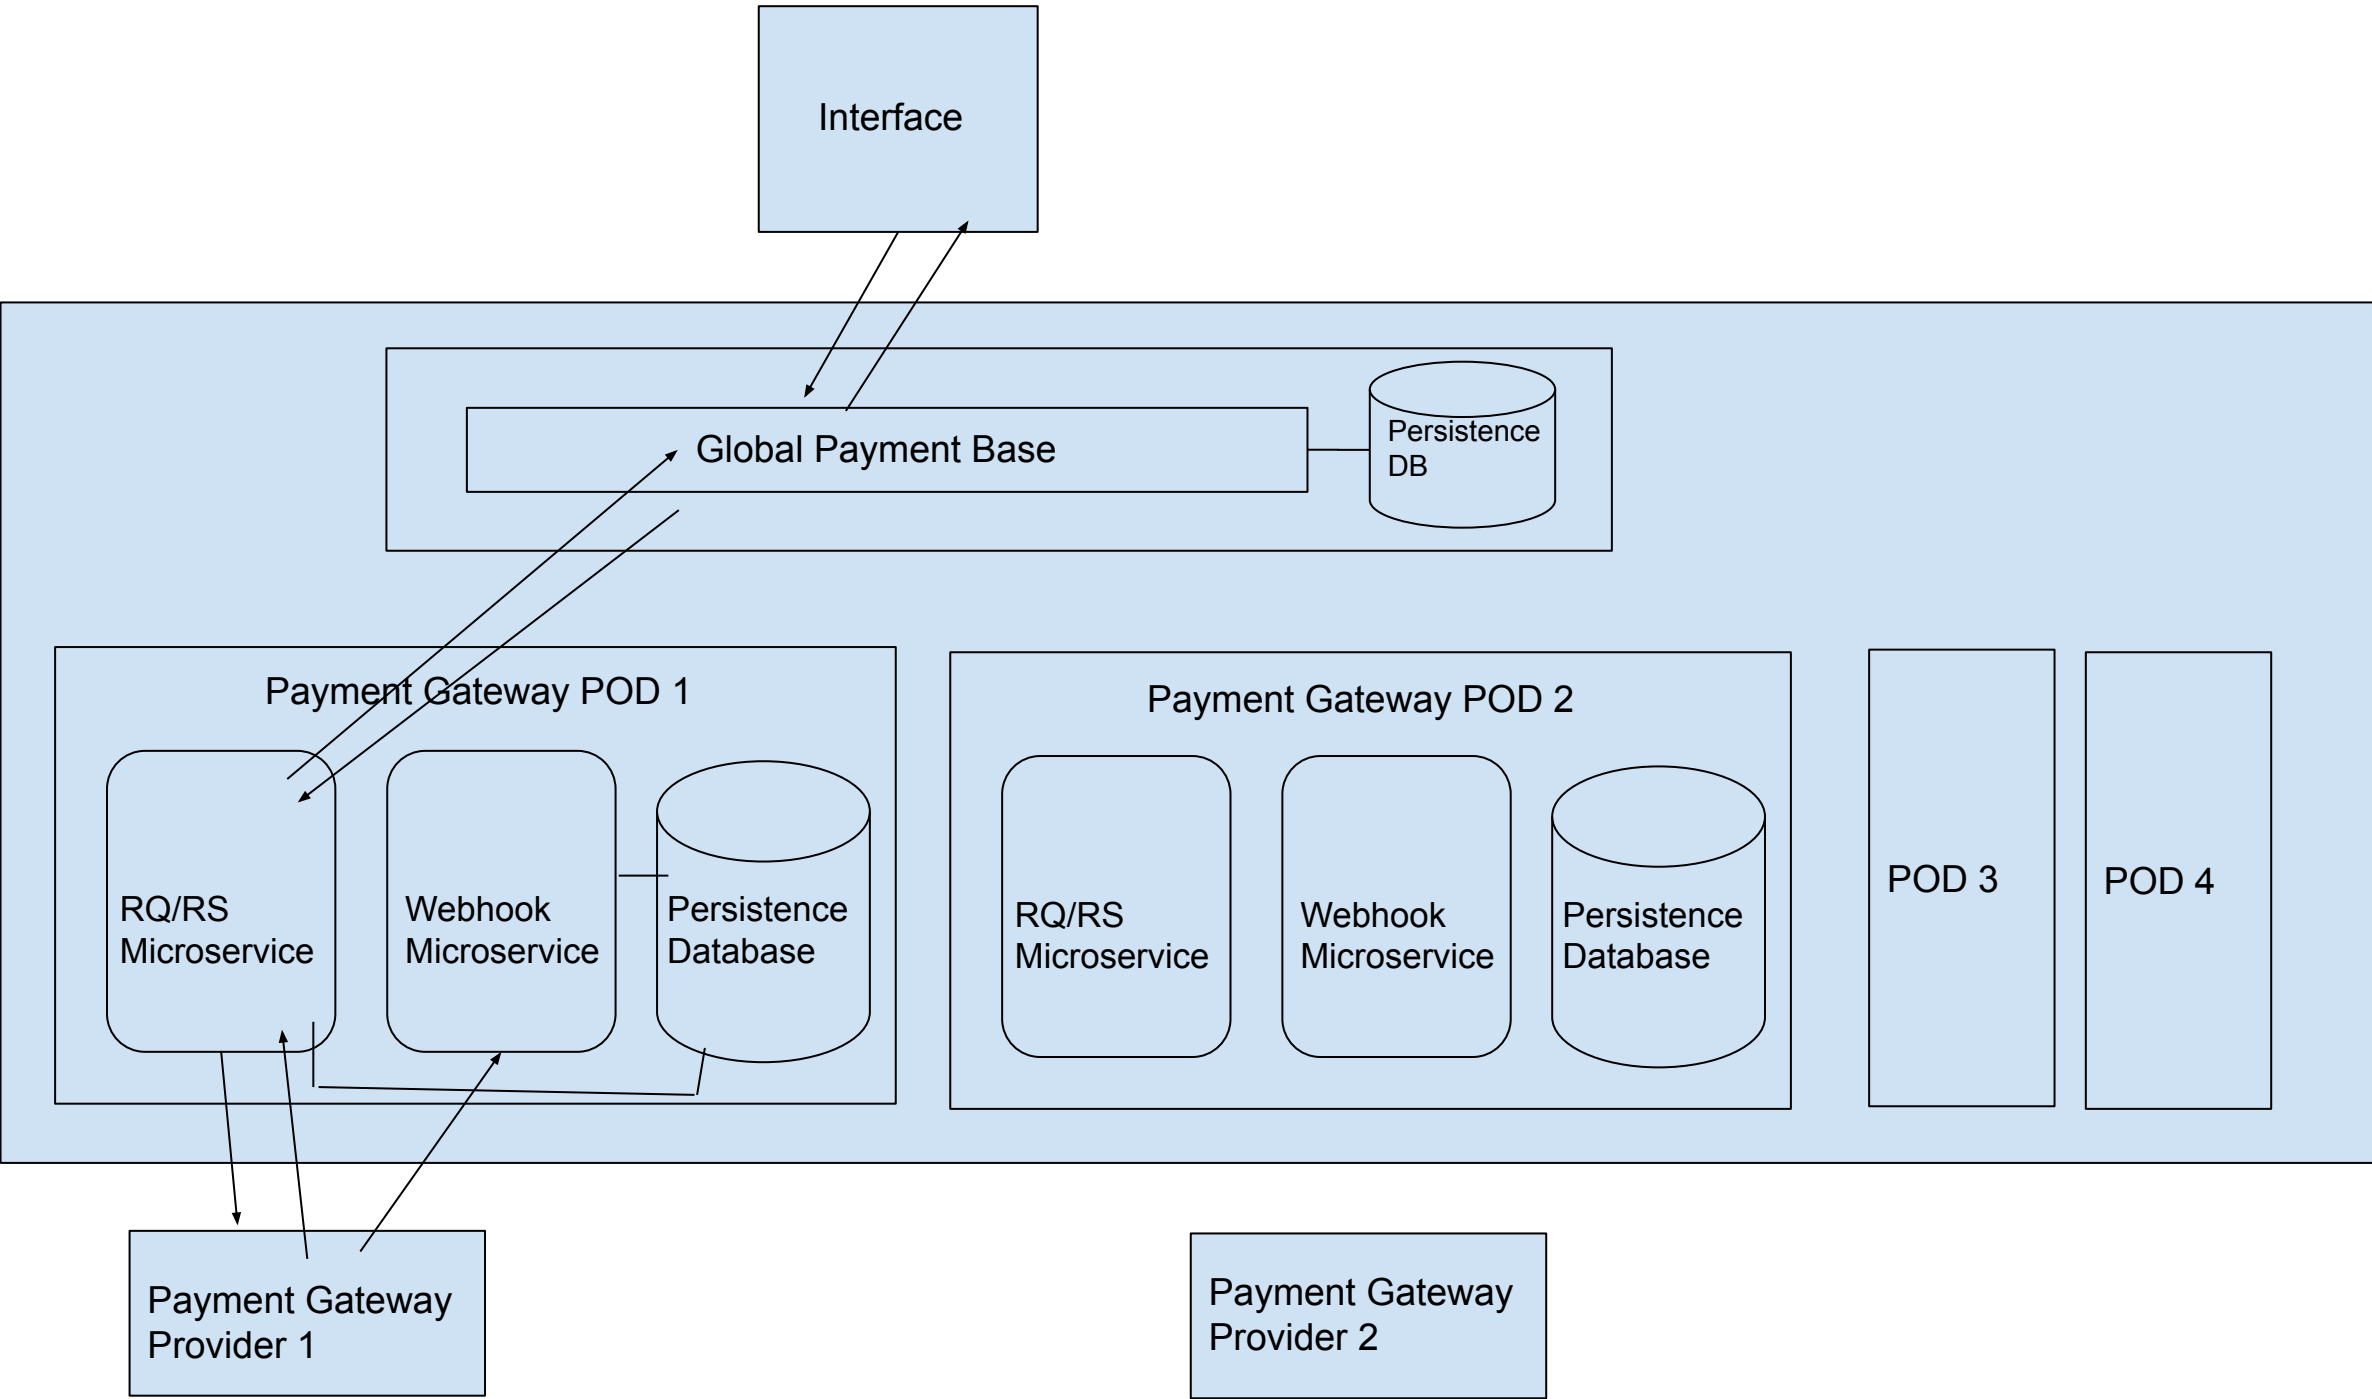 Interface
Global Payment Base
Persistence
DB
Payment Gateway POD 1
RQ/RS
Microservice
Webhook
Microservice
Persistence
Database
Payment Gateway POD 2
RQ/RS
Microservice
Webhook
Microservice
Persistence
Database
POD 3
POD 4
Payment Gateway
Provider 1
Payment Gateway
Provider 2